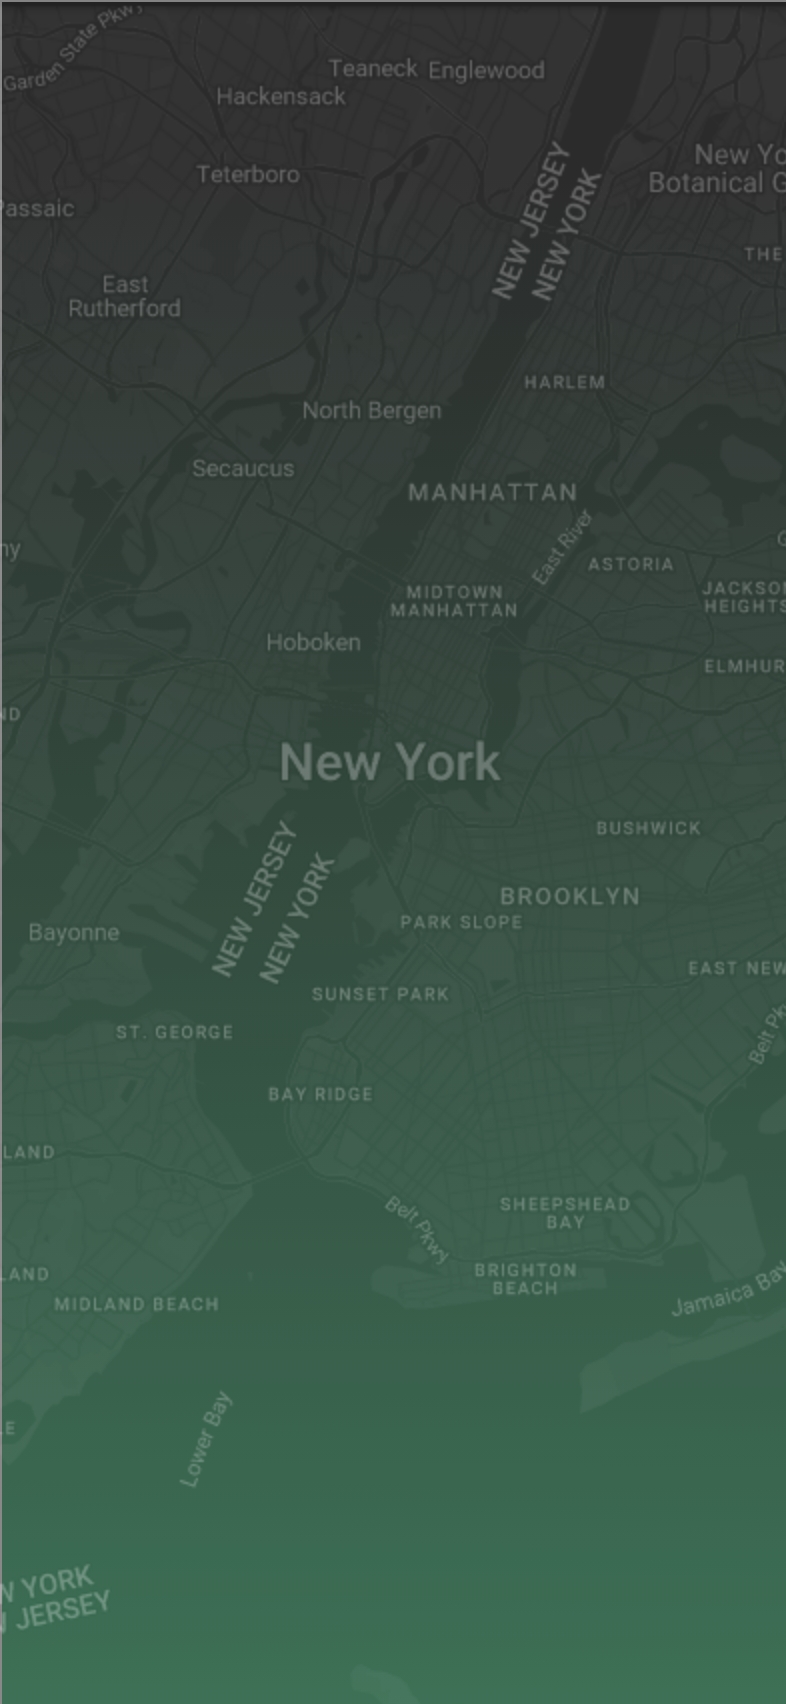 Garden State Pkwy
Teaneck
Englewood
Hackensack
New Yo
Botanical G
Teterboro
NEW JERSEY
NEW YORK
Passaic
THE
East
Rutherford
HARLEM
North Bergen
Secaucus
MANHATTAN
East River
ny
ASTORIA
MIDTOWN
MANHATTAN
JACKSON
HEIGHTS
Hoboken
ELMHUR
ND
New York
BUSHWICK
NEW JERSEY
NEW YORK
BROOKLYN
PARK SLOPE
Bayonne
EAST NEW
SUNSET PARK
ST. GEORGE
Belt Pk
BAY RIDGE
LAND
SHEEPSHEAD
BAY
Belt Pkwy
LAND
BRIGHTON
BEACH
Jamaica Bay
MIDLAND BEACH
LE
Lower Bay
W YORK
W JERSEY